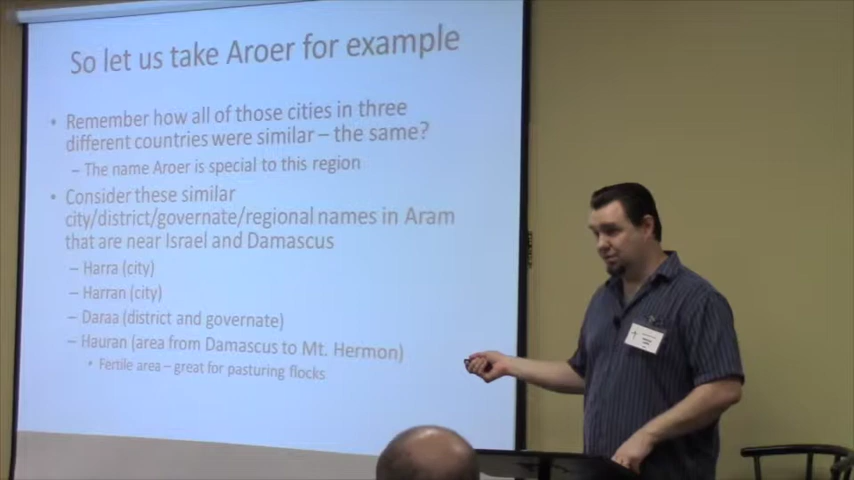 So let us take Aroer for example
• Remember how all of those cities in three
different countries were similar – the same?
– The name Aroer is special to this region
• Consider these similar
city/district/governate/regional names in Aram
that are near Israel and Damascus
– Harra (city)
– Harran (city)
– Daraa (district and governate)
– Hauran (area from Damascus to Mt. Hermon)
• Fertile area – great for pasturing flocks